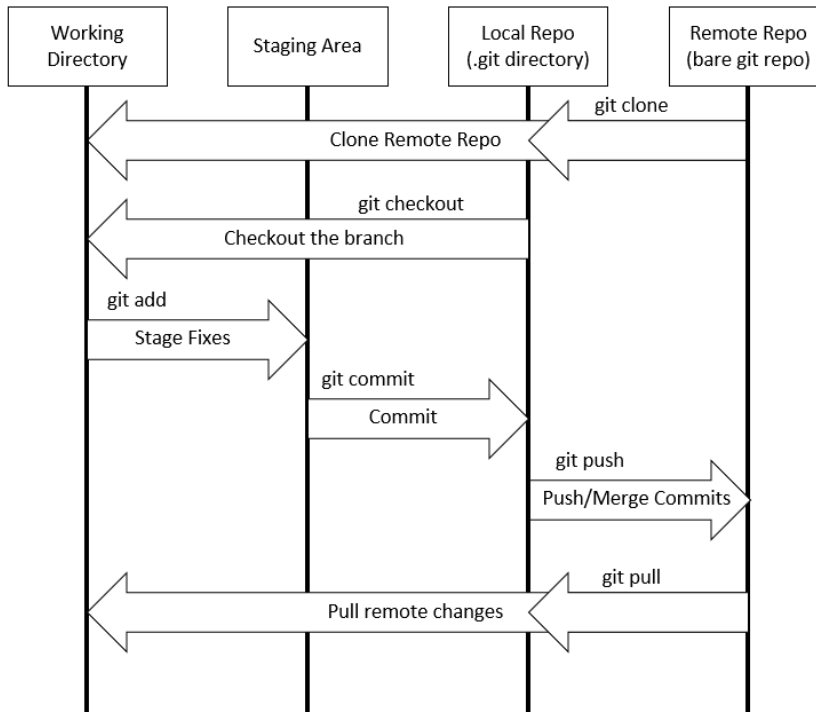 Working
Directory
Staging Area
Local Repo
(.git directory)
Remote Repo
(bare git repo)
git clone
Clone Remote Repo
git checkout
Checkout the branch
git add
Stage Fixes
git commit
Commit
git push
Push/Merge Commits
git pull
Pull remote changes